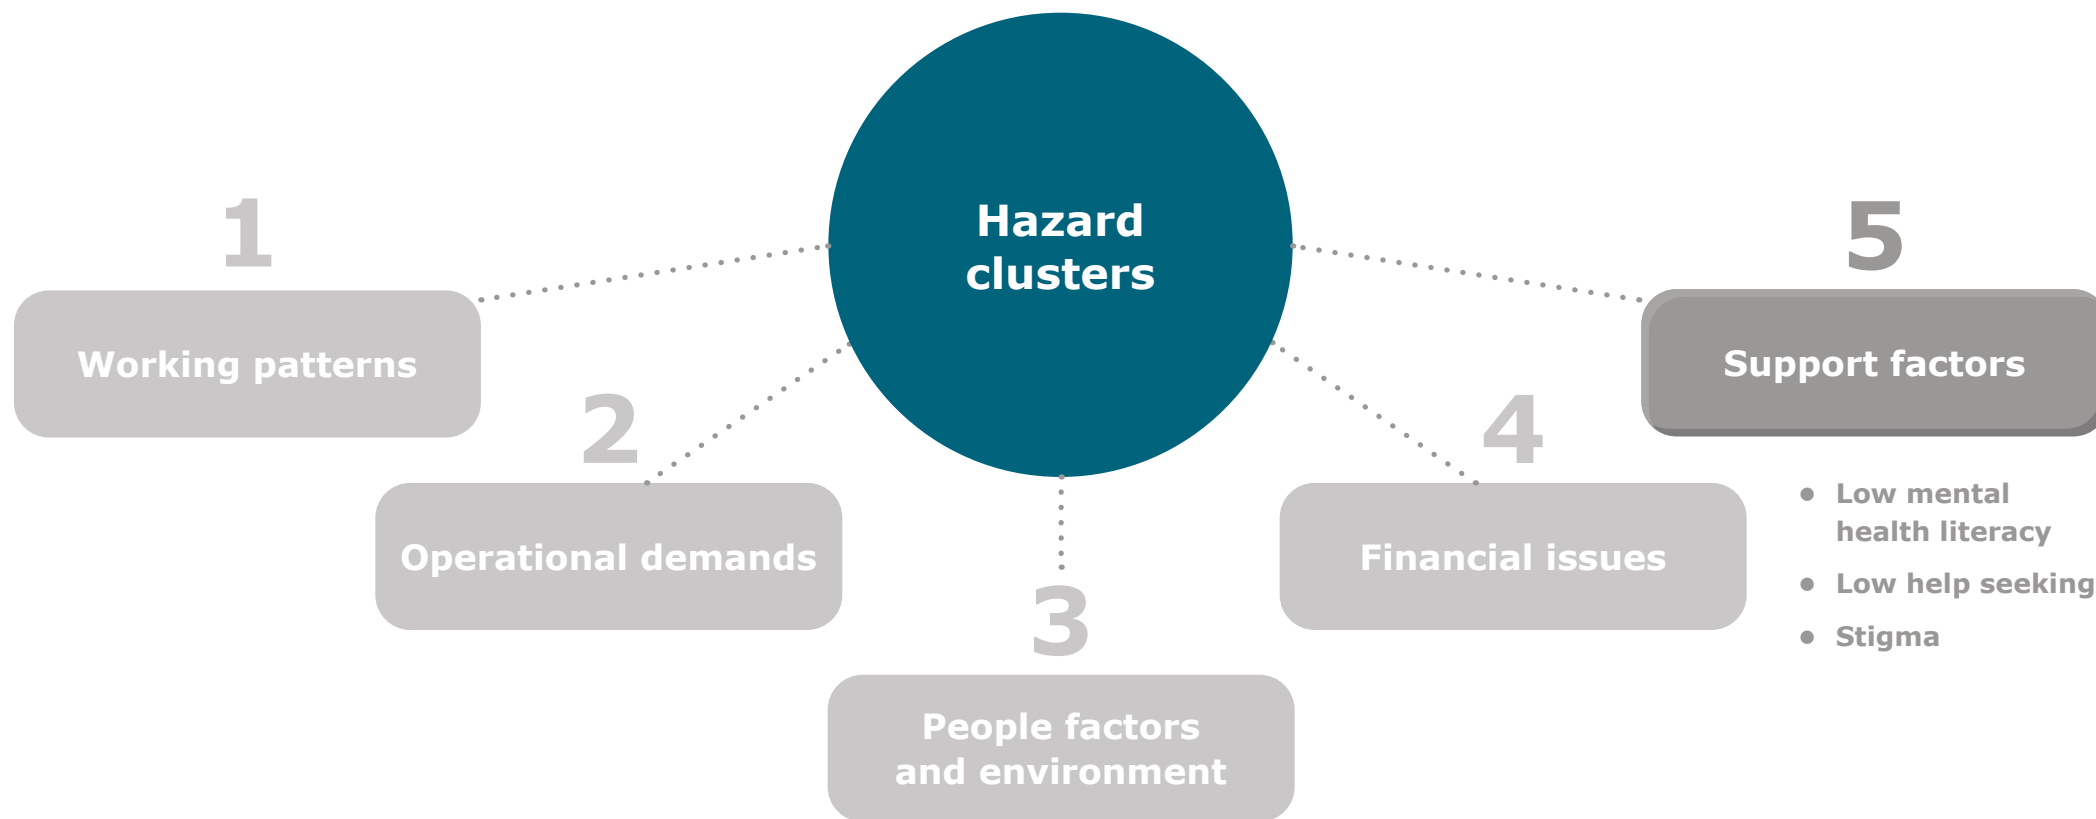 Hazard
clusters
1
Working patterns
2
Operational demands
3
People factors
and environment
4
Financial issues
5
Support factors
• Low mental
health literacy
• Low help seeking
• Stigma